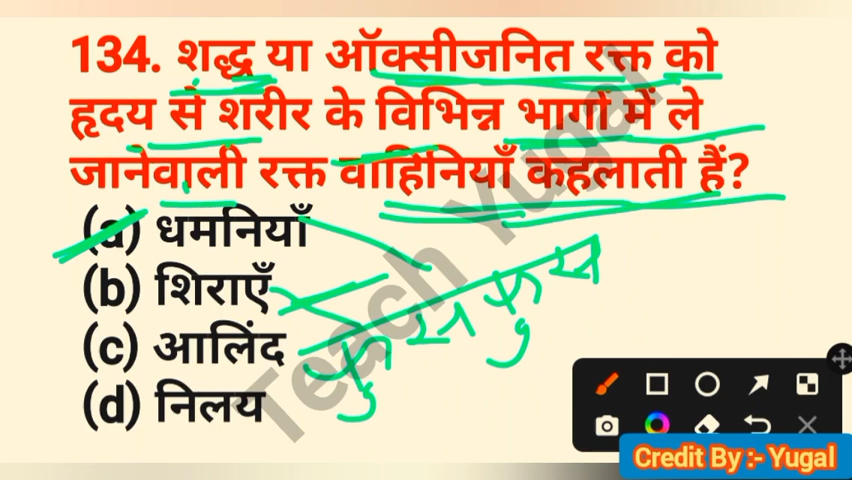 134. शद्ध या ऑक्सीजनित रक्त को
हृदय से शरीर के विभिन्न भागों में ले
जानेवाली रक्त वाहिनियाँ कहलाती हैं?
(a) धमनियाँ
(b) शिराएँ
(c) आलिंद
(d) निलय
Teach Yugal
Credit By :- Yugal